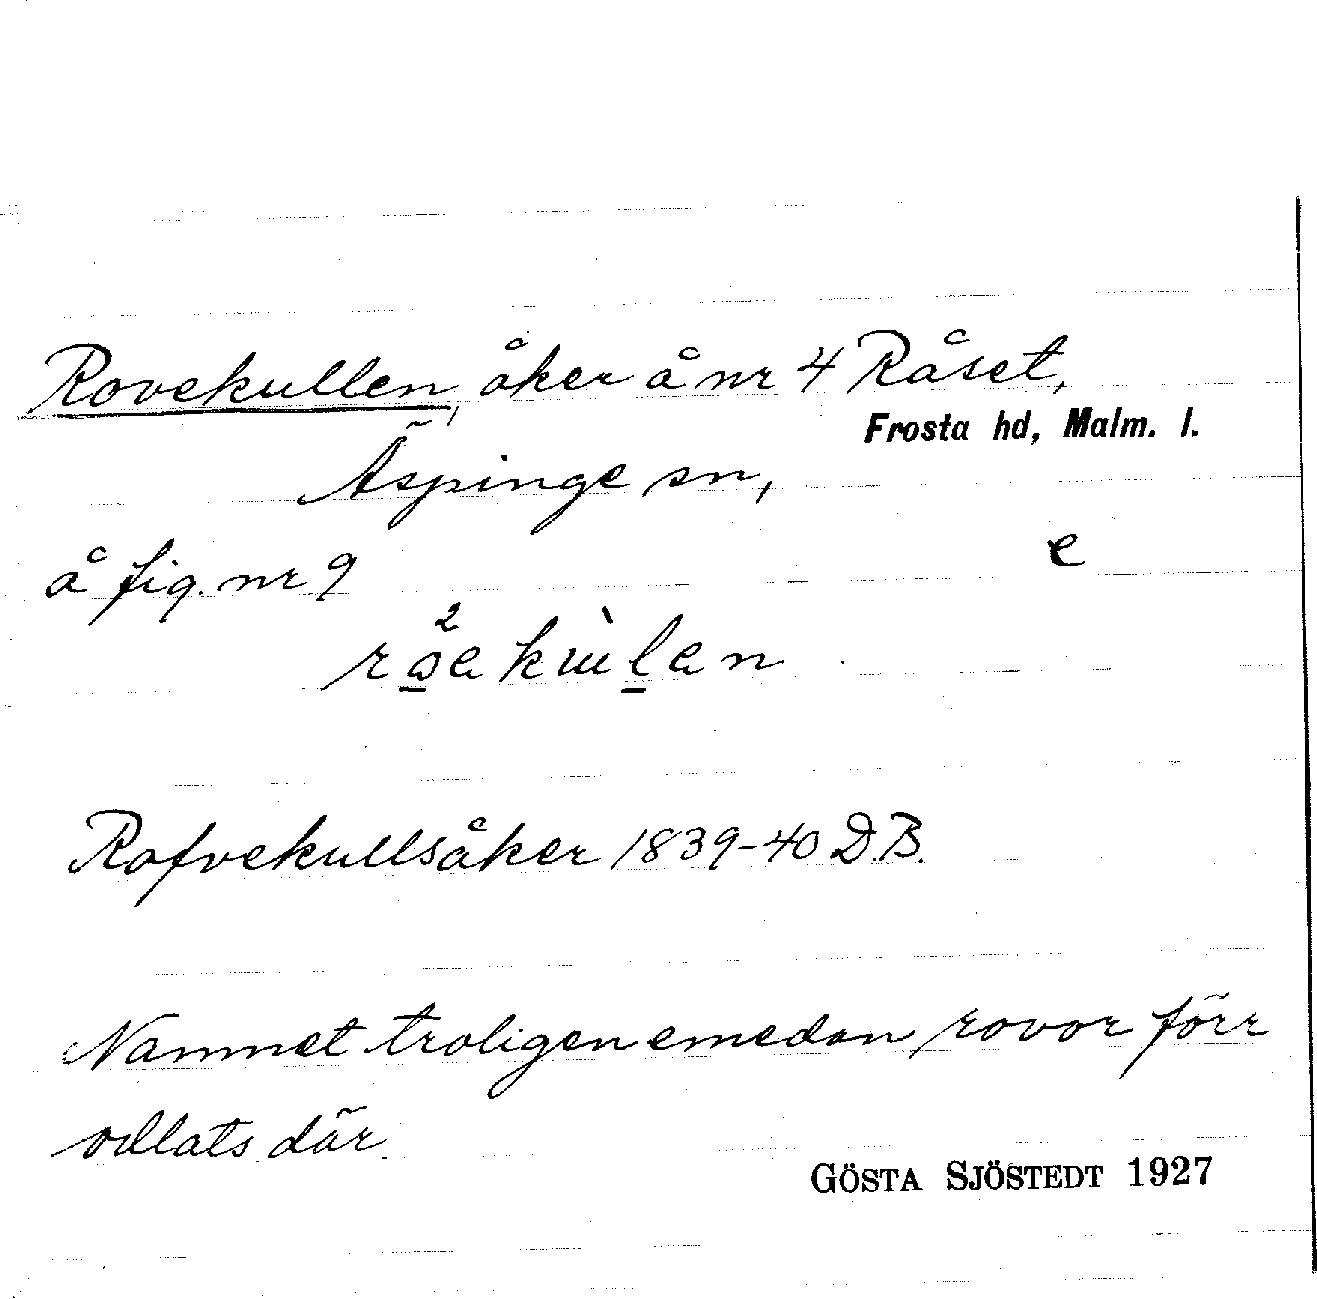 Rovekullen, åker å nr 4 Råset,
Frosta hd, Malm. l.
Äspinge sn,
å fig. nr 9
e
Rofvekullsåker 1839-40 D.B.
Namnet troligen emedan rovor förr
odlats där.
GÖSTA SJÖSTEDT 1927